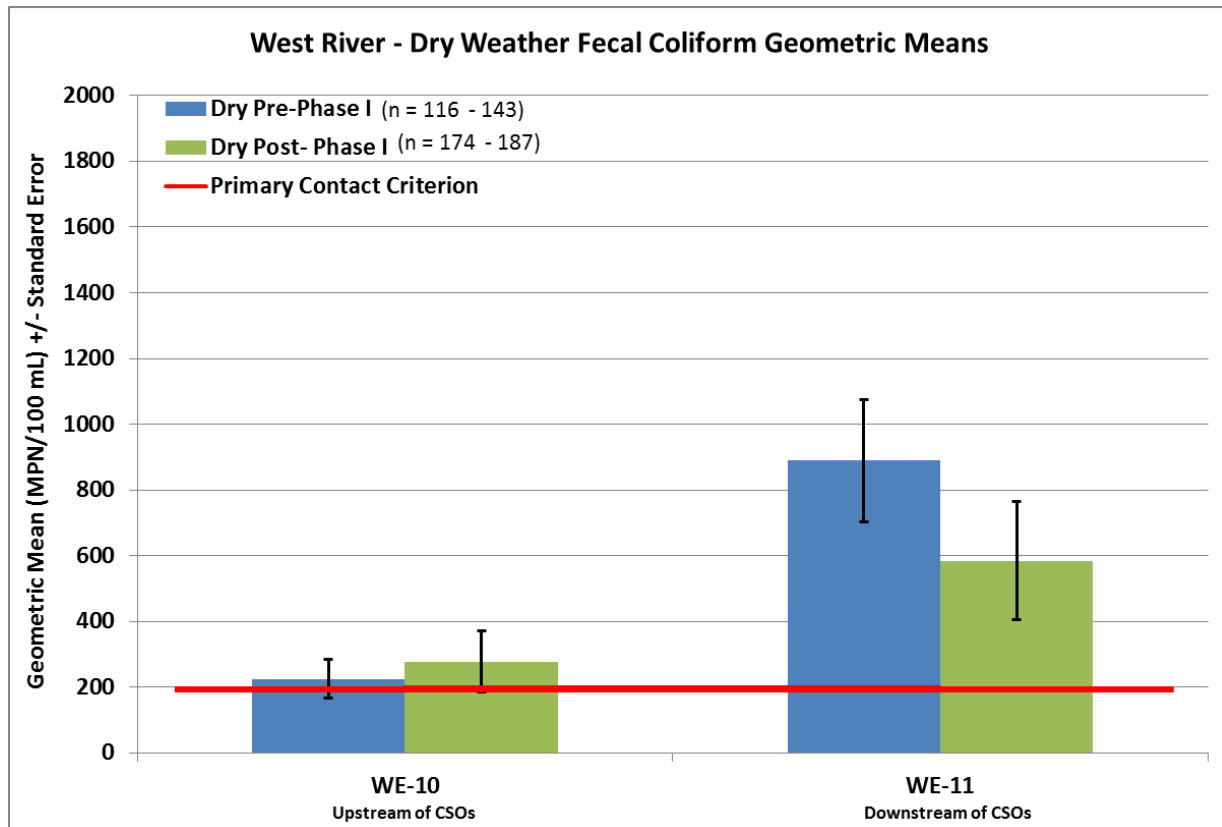 West River - Dry Weather Fecal Coliform Geometric Means
Geometric Mean (MPN/100 mL) +/- Standard Error
2000
1800
1600
1400
1200
1000
800
600
400
200
0
Dry Pre-Phase I (n = 116 - 143)
Dry Post- Phase I (n = 174 - 187)
Primary Contact Criterion
WE-10
Upstream of CSOs
WE-11
Downstream of CSOs